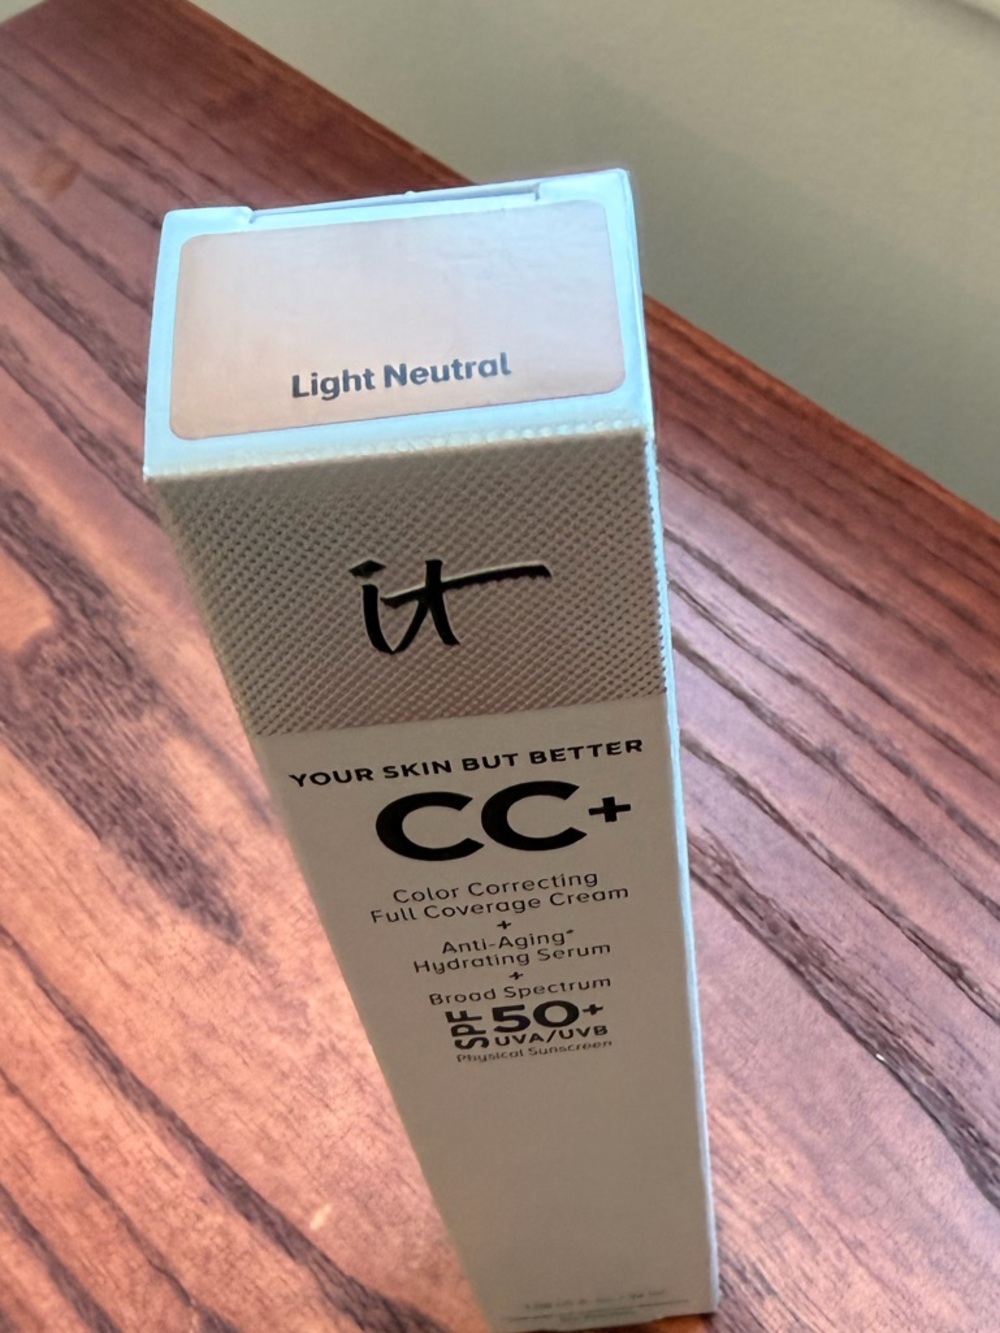 Light Neutral
it
YOUR SKIN BUT BETTER
CC+
Color Correcting
Full Coverage Cream
+
Anti-Aging*
Hydrating Serum
+
Broad Spectrum
SPF 50+
UVA/UVB
Physical Sunscreen